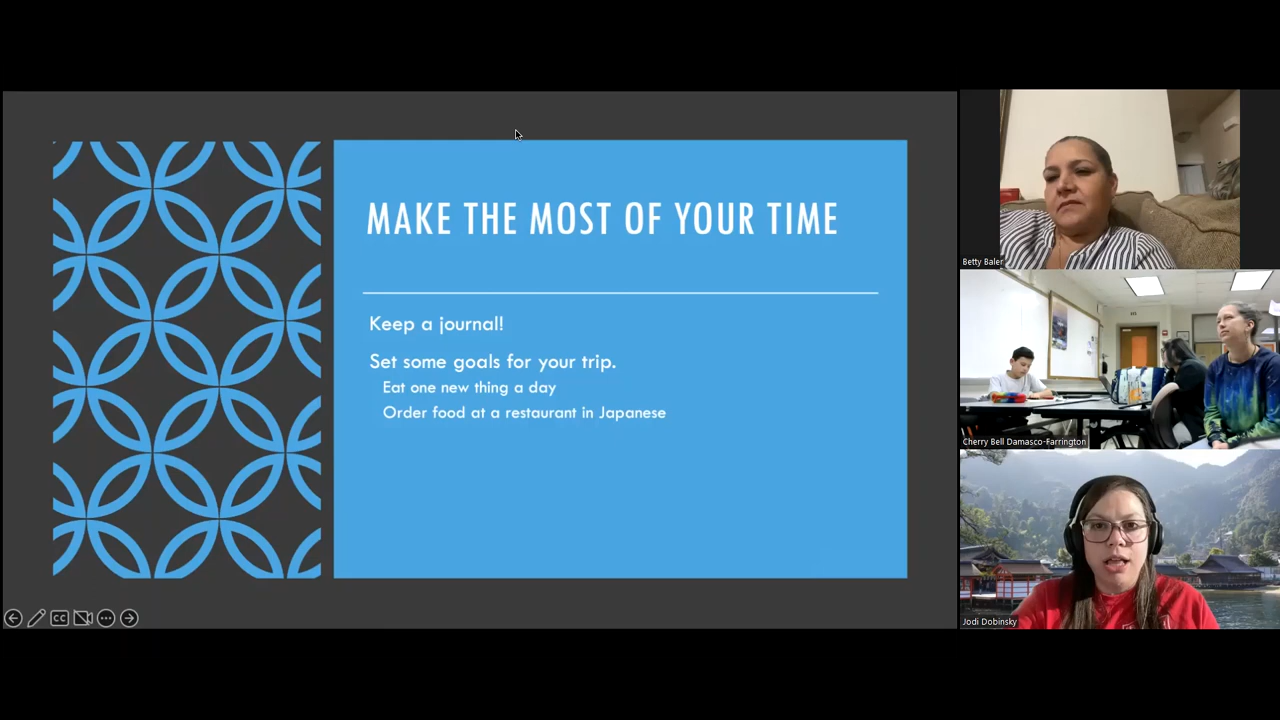 MAKE THE MOST OF YOUR TIME
Keep a journal!
Set some goals for your trip.
Eat one new thing a day
Order food at a restaurant in Japanese
CC
Betty Baler
Cherry Bell Damasco-Farrington
Jodi Dobinsky